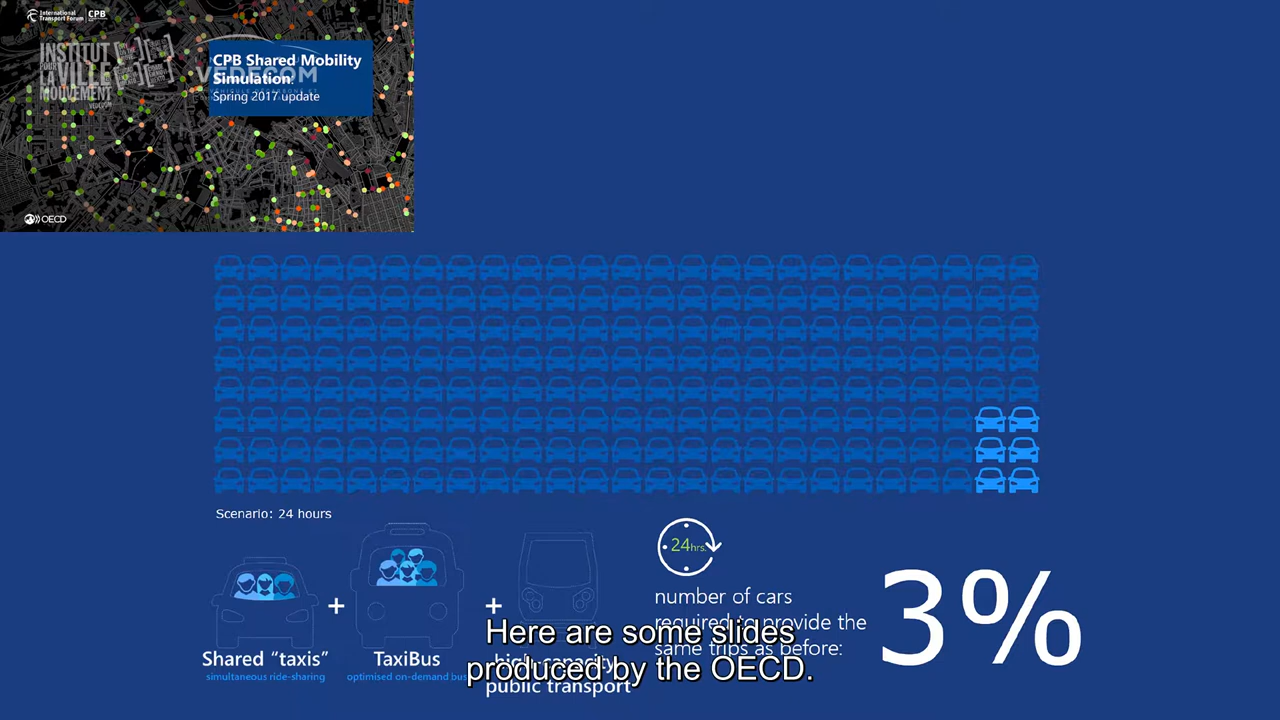 International
Transport Forum
CPB
INSTITUT
POUR
LA VILLE
MOUVEMENT
VEDECOM
VEDECOM
CPB Shared Mobility
Simulation:
Spring 2017 update
OECD
Scenario: 24 hours
24hrs.
number of cars
required to provide the
same trips as before:
3%
+
+
Shared “taxis”
simultaneous ride-sharing
TaxiBus
optimised on-demand bus
high-capacity
public transport
Here are some slides
produced by the OECD.